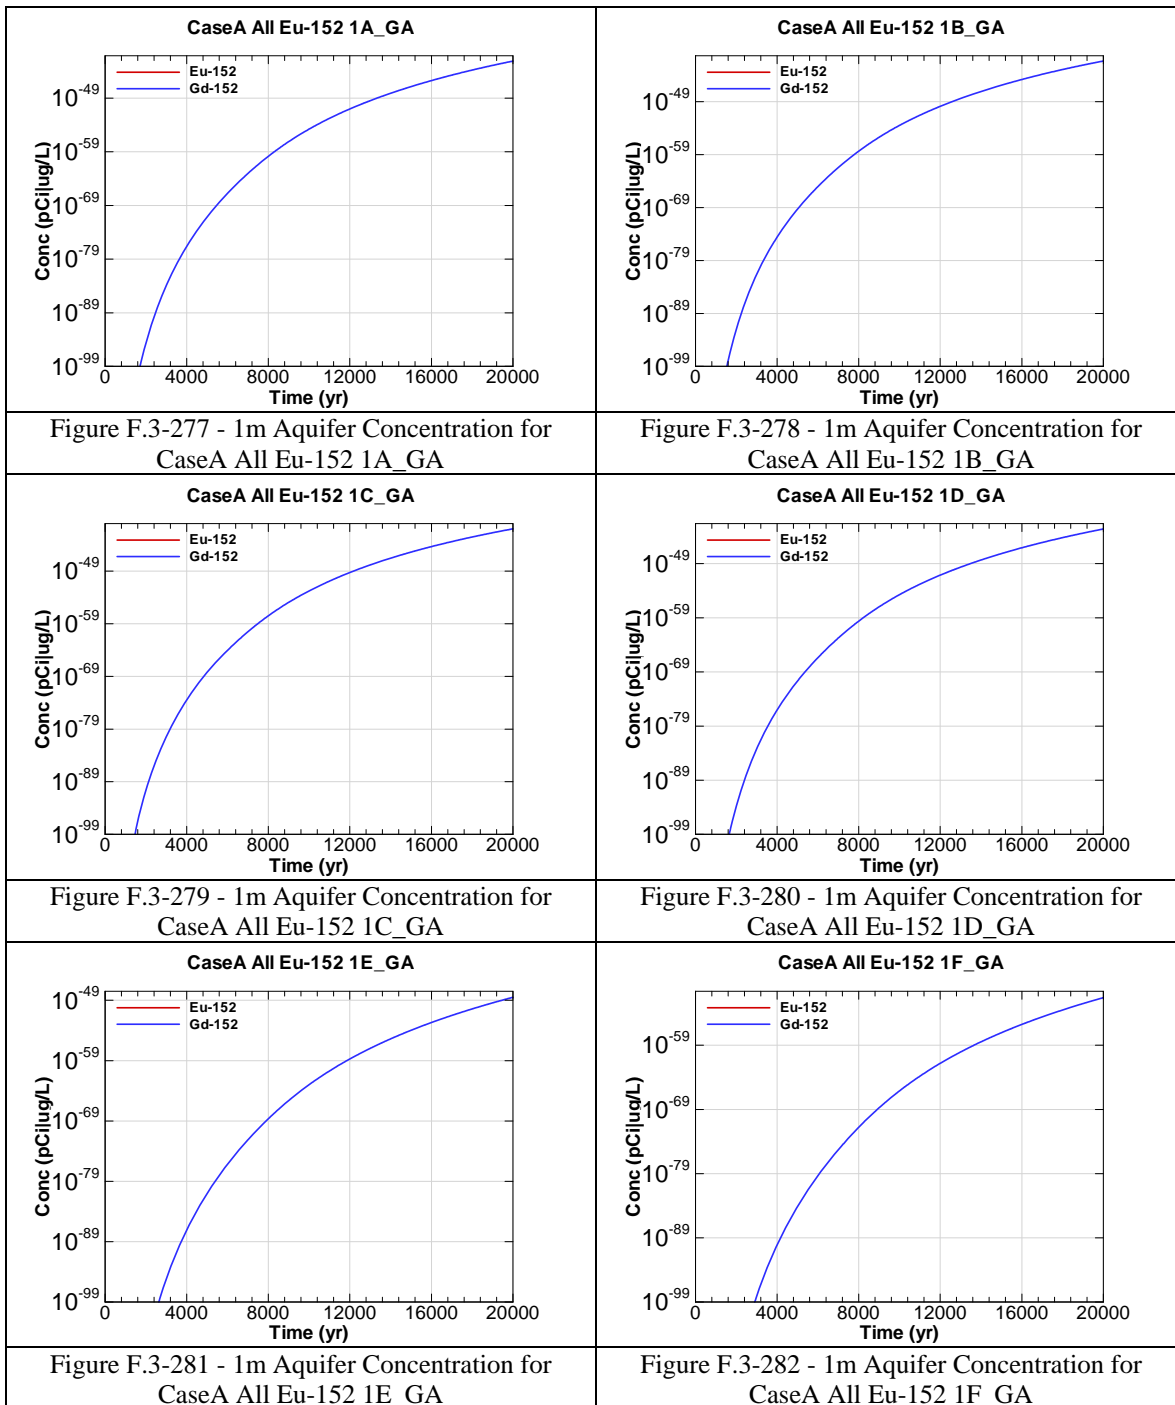 CaseA All Eu-152 1A_GA
Eu-152
Gd-152
10-49
10-59
10-69
10-79
10-89
10-99
Conc (pCi|ug/L)
0 4000 8000 12000 16000 20000
Time (yr)
Figure F.3-277 - 1m Aquifer Concentration for
CaseA All Eu-152 1A_GA
CaseA All Eu-152 1B_GA
Eu-152
Gd-152
10-49
10-59
10-69
10-79
10-89
10-99
Conc (pCi|ug/L)
0 4000 8000 12000 16000 20000
Time (yr)
Figure F.3-278 - 1m Aquifer Concentration for
CaseA All Eu-152 1B_GA
CaseA All Eu-152 1C_GA
Eu-152
Gd-152
10-49
10-59
10-69
10-79
10-89
10-99
Conc (pCi|ug/L)
0 4000 8000 12000 16000 20000
Time (yr)
Figure F.3-279 - 1m Aquifer Concentration for
CaseA All Eu-152 1C_GA
CaseA All Eu-152 1D_GA
Eu-152
Gd-152
10-49
10-59
10-69
10-79
10-89
10-99
Conc (pCi|ug/L)
0 4000 8000 12000 16000 20000
Time (yr)
Figure F.3-280 - 1m Aquifer Concentration for
CaseA All Eu-152 1D_GA
CaseA All Eu-152 1E_GA
Eu-152
Gd-152
10-49
10-59
10-69
10-79
10-89
10-99
Conc (pCi|ug/L)
0 4000 8000 12000 16000 20000
Time (yr)
Figure F.3-281 - 1m Aquifer Concentration for
CaseA All Eu-152 1E_GA
CaseA All Eu-152 1F_GA
Eu-152
Gd-152
10-59
10-69
10-79
10-89
10-99
Conc (pCi|ug/L)
0 4000 8000 12000 16000 20000
Time (yr)
Figure F.3-282 - 1m Aquifer Concentration for
CaseA All Eu-152 1F_GA